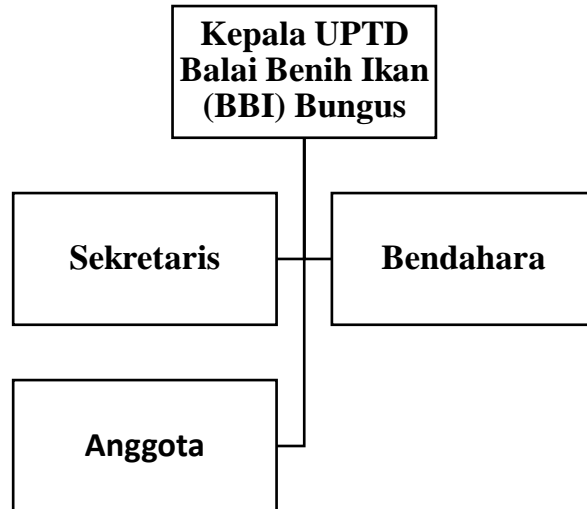 Kepala UPTD
Balai Benih Ikan
(BBI) Bungus
Sekretaris
Bendahara
Anggota